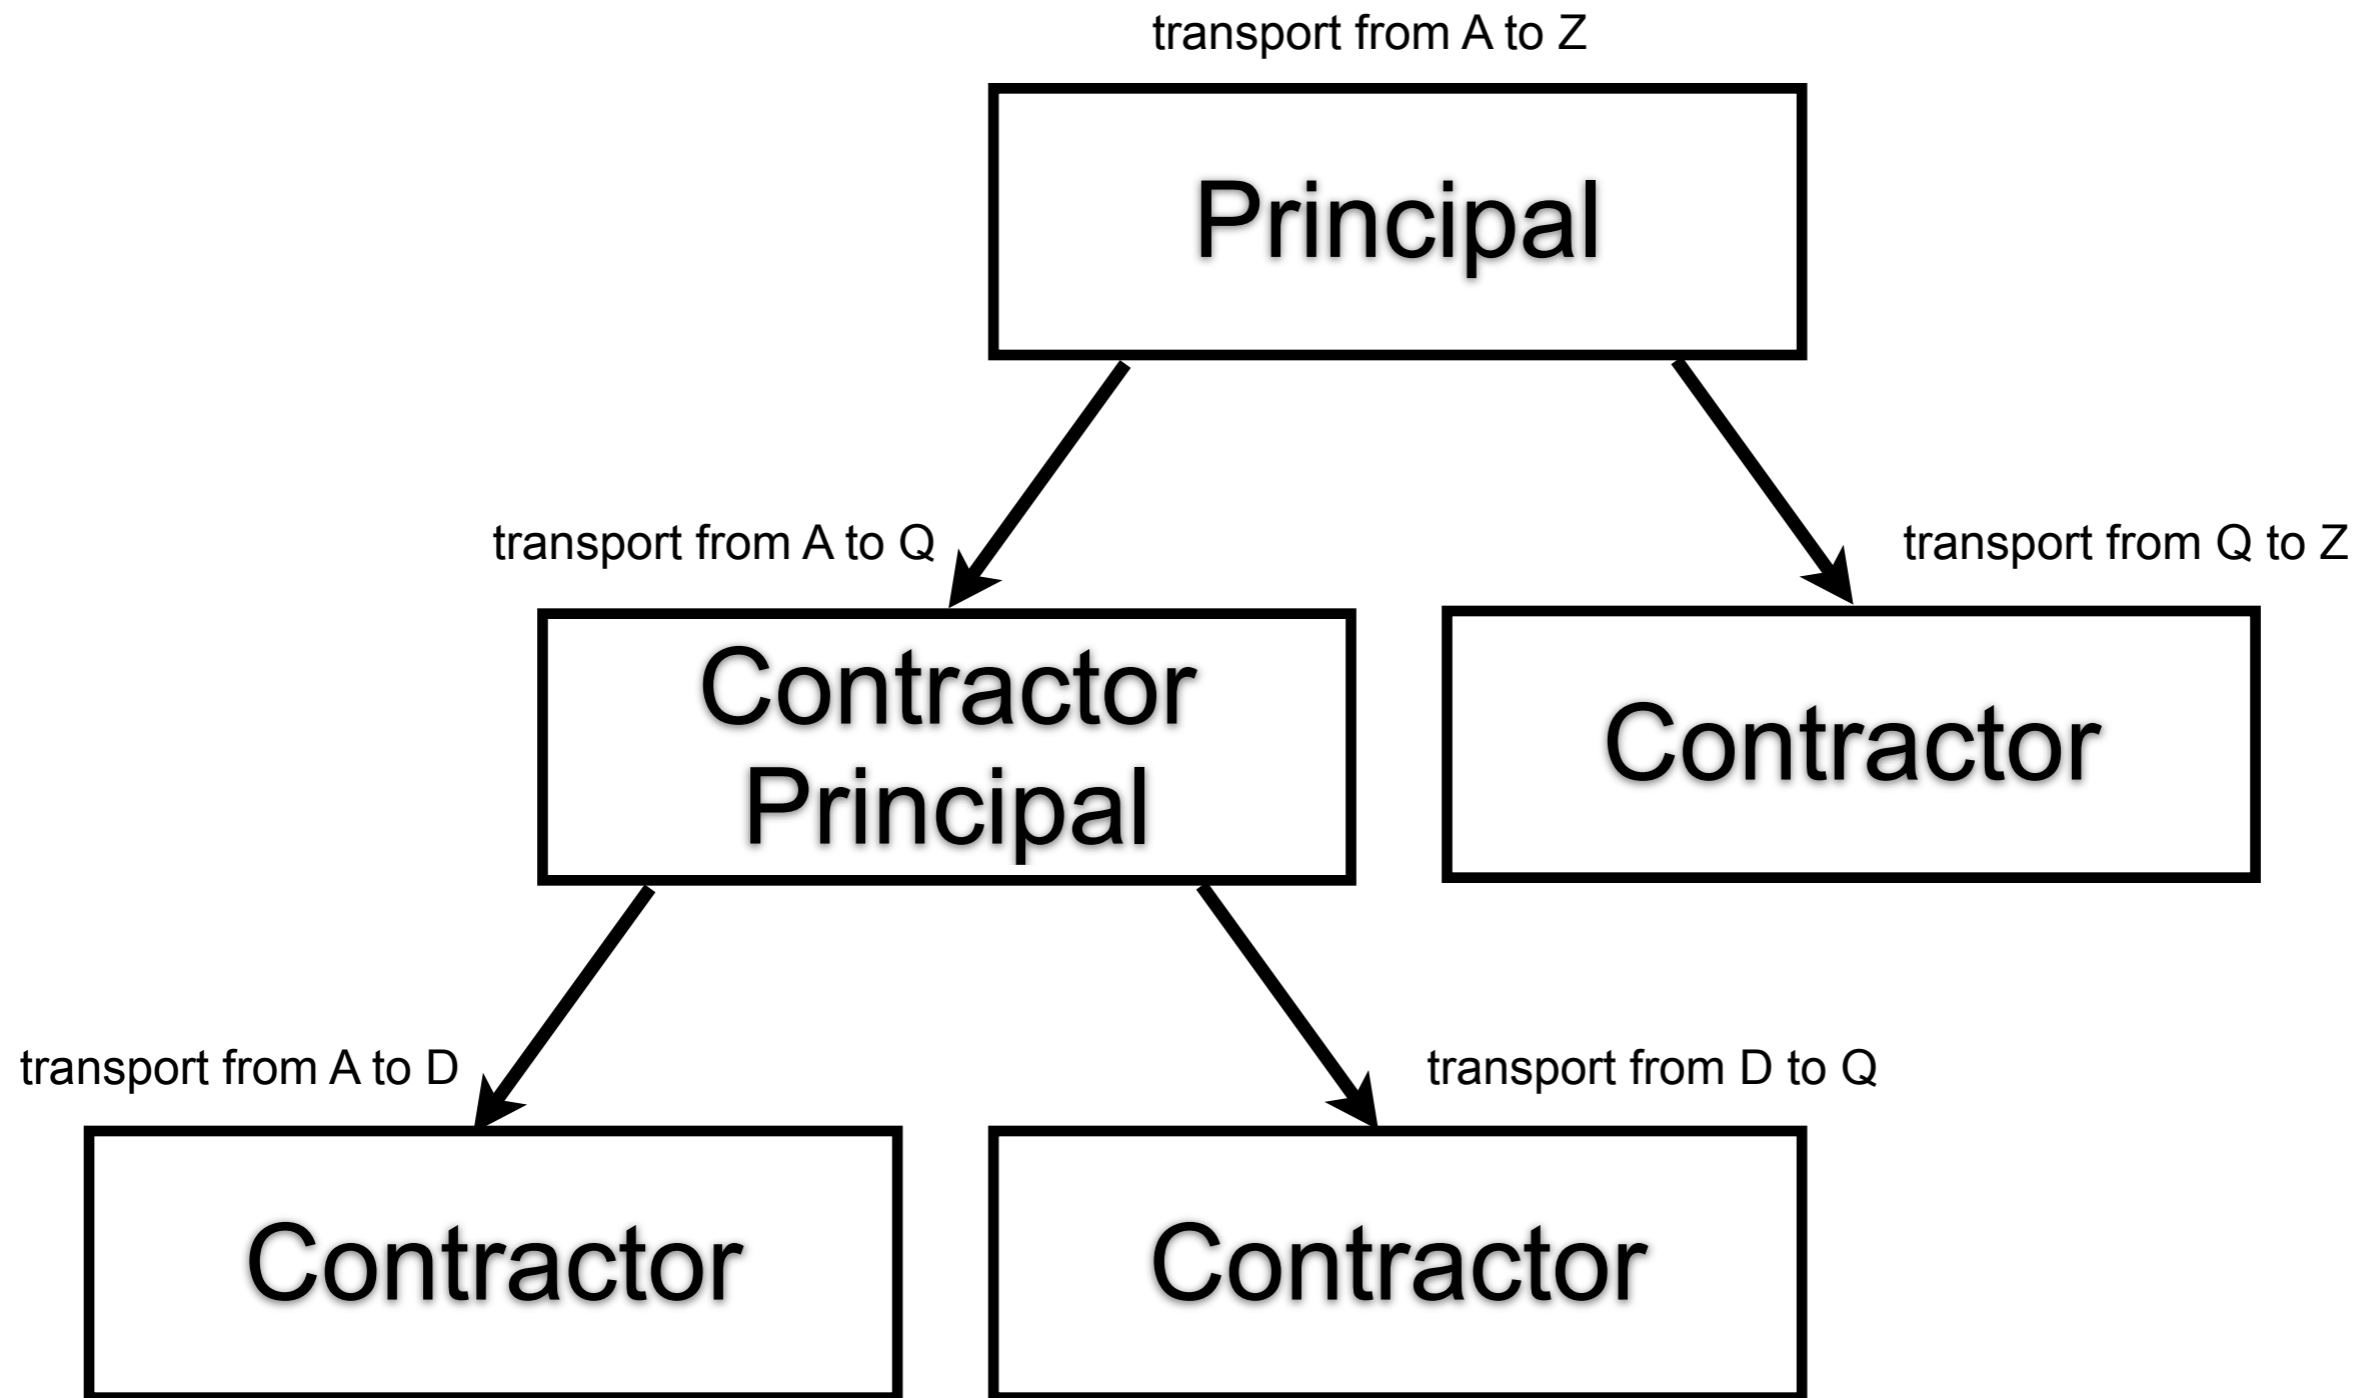 transport from A to Z
Principal
transport from A to Q
transport from Q to Z
Contractor
Principal
Contractor
transport from A to D
transport from D to Q
Contractor
Contractor